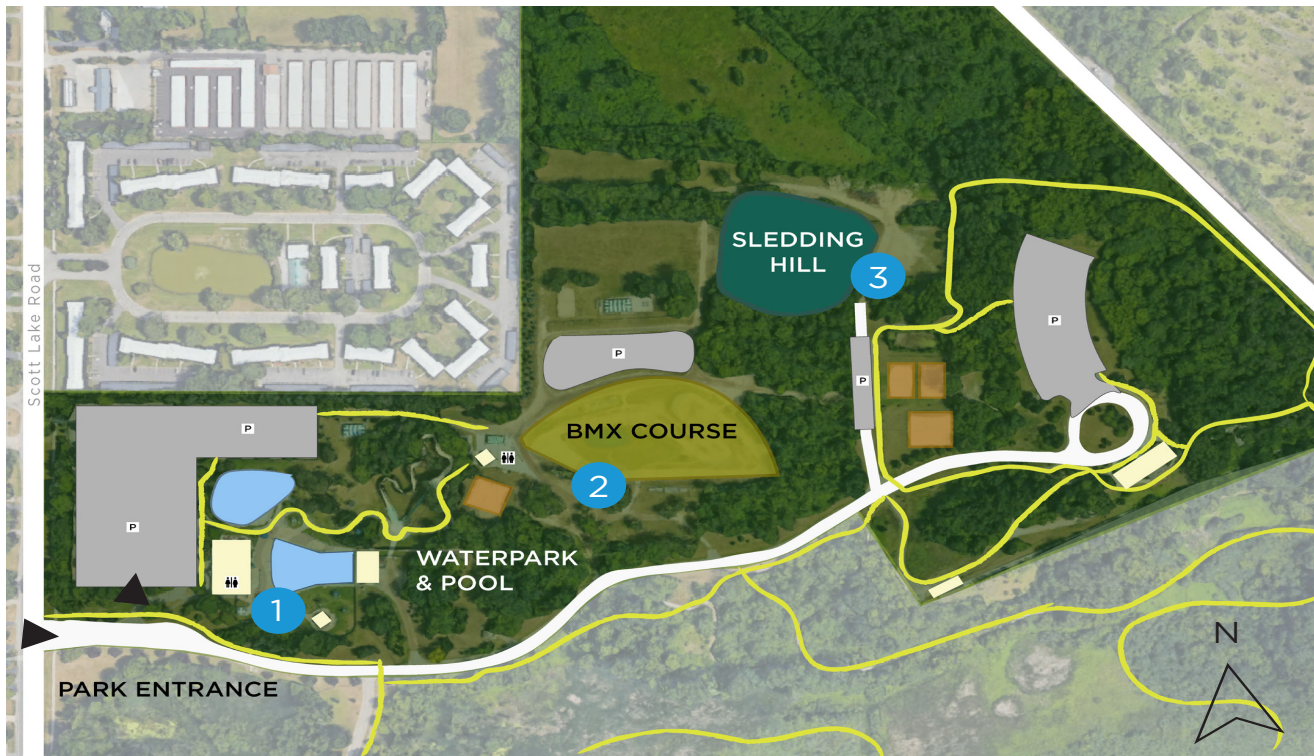 SLEDDING
HILL
3
P
P
P
Scott Lake Road
BMX COURSE
P
2
P
WATERPARK
& POOL
1
N
PARK ENTRANCE